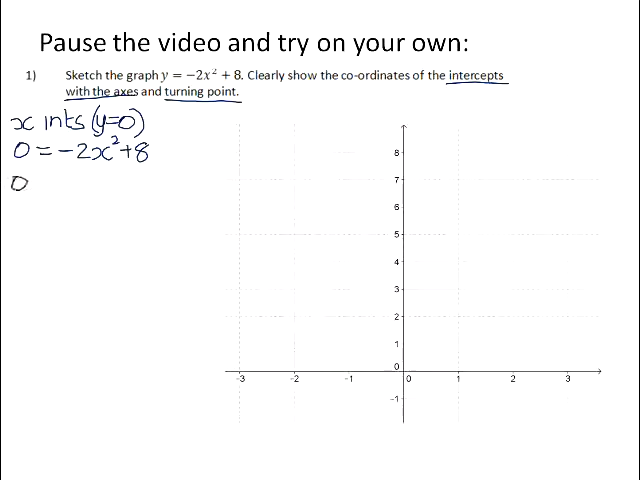 Pause the video and try on your own:
1) Sketch the graph y = −2x² + 8. Clearly show the co-ordinates of the intercepts
with the axes and turning point.
x ints (y=0)
0 = -2x²+8
0
8
7
6
5
4
3
2
1
0
-3 -2 -1 0 1 2 3
-1